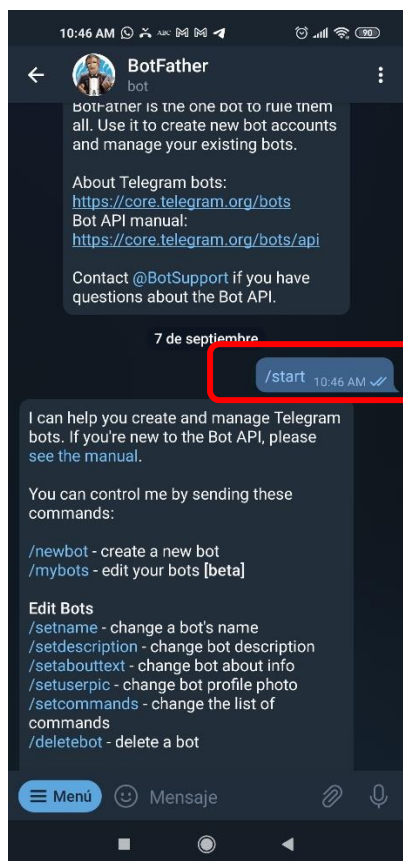 10:46 AM ABC 90
BotFather
bot
BotFather is the one bot to rule them
all. Use it to create new bot accounts
and manage your existing bots.
About Telegram bots:
https://core.telegram.org/bots
Bot API manual:
https://core.telegram.org/bots/api
Contact @BotSupport if you have
questions about the Bot API.
7 de septiembre
/start 10:46 AM
I can help you create and manage Telegram
bots. If you're new to the Bot API, please
see the manual.
You can control me by sending these
commands:
/newbot - create a new bot
/mybots - edit your bots [beta]
Edit Bots
/setname - change a bot's name
/setdescription - change bot description
/setabouttext - change bot about info
/setuserpic - change bot profile photo
/setcommands - change the list of
commands
/deletebot - delete a bot
Menú Mensaje